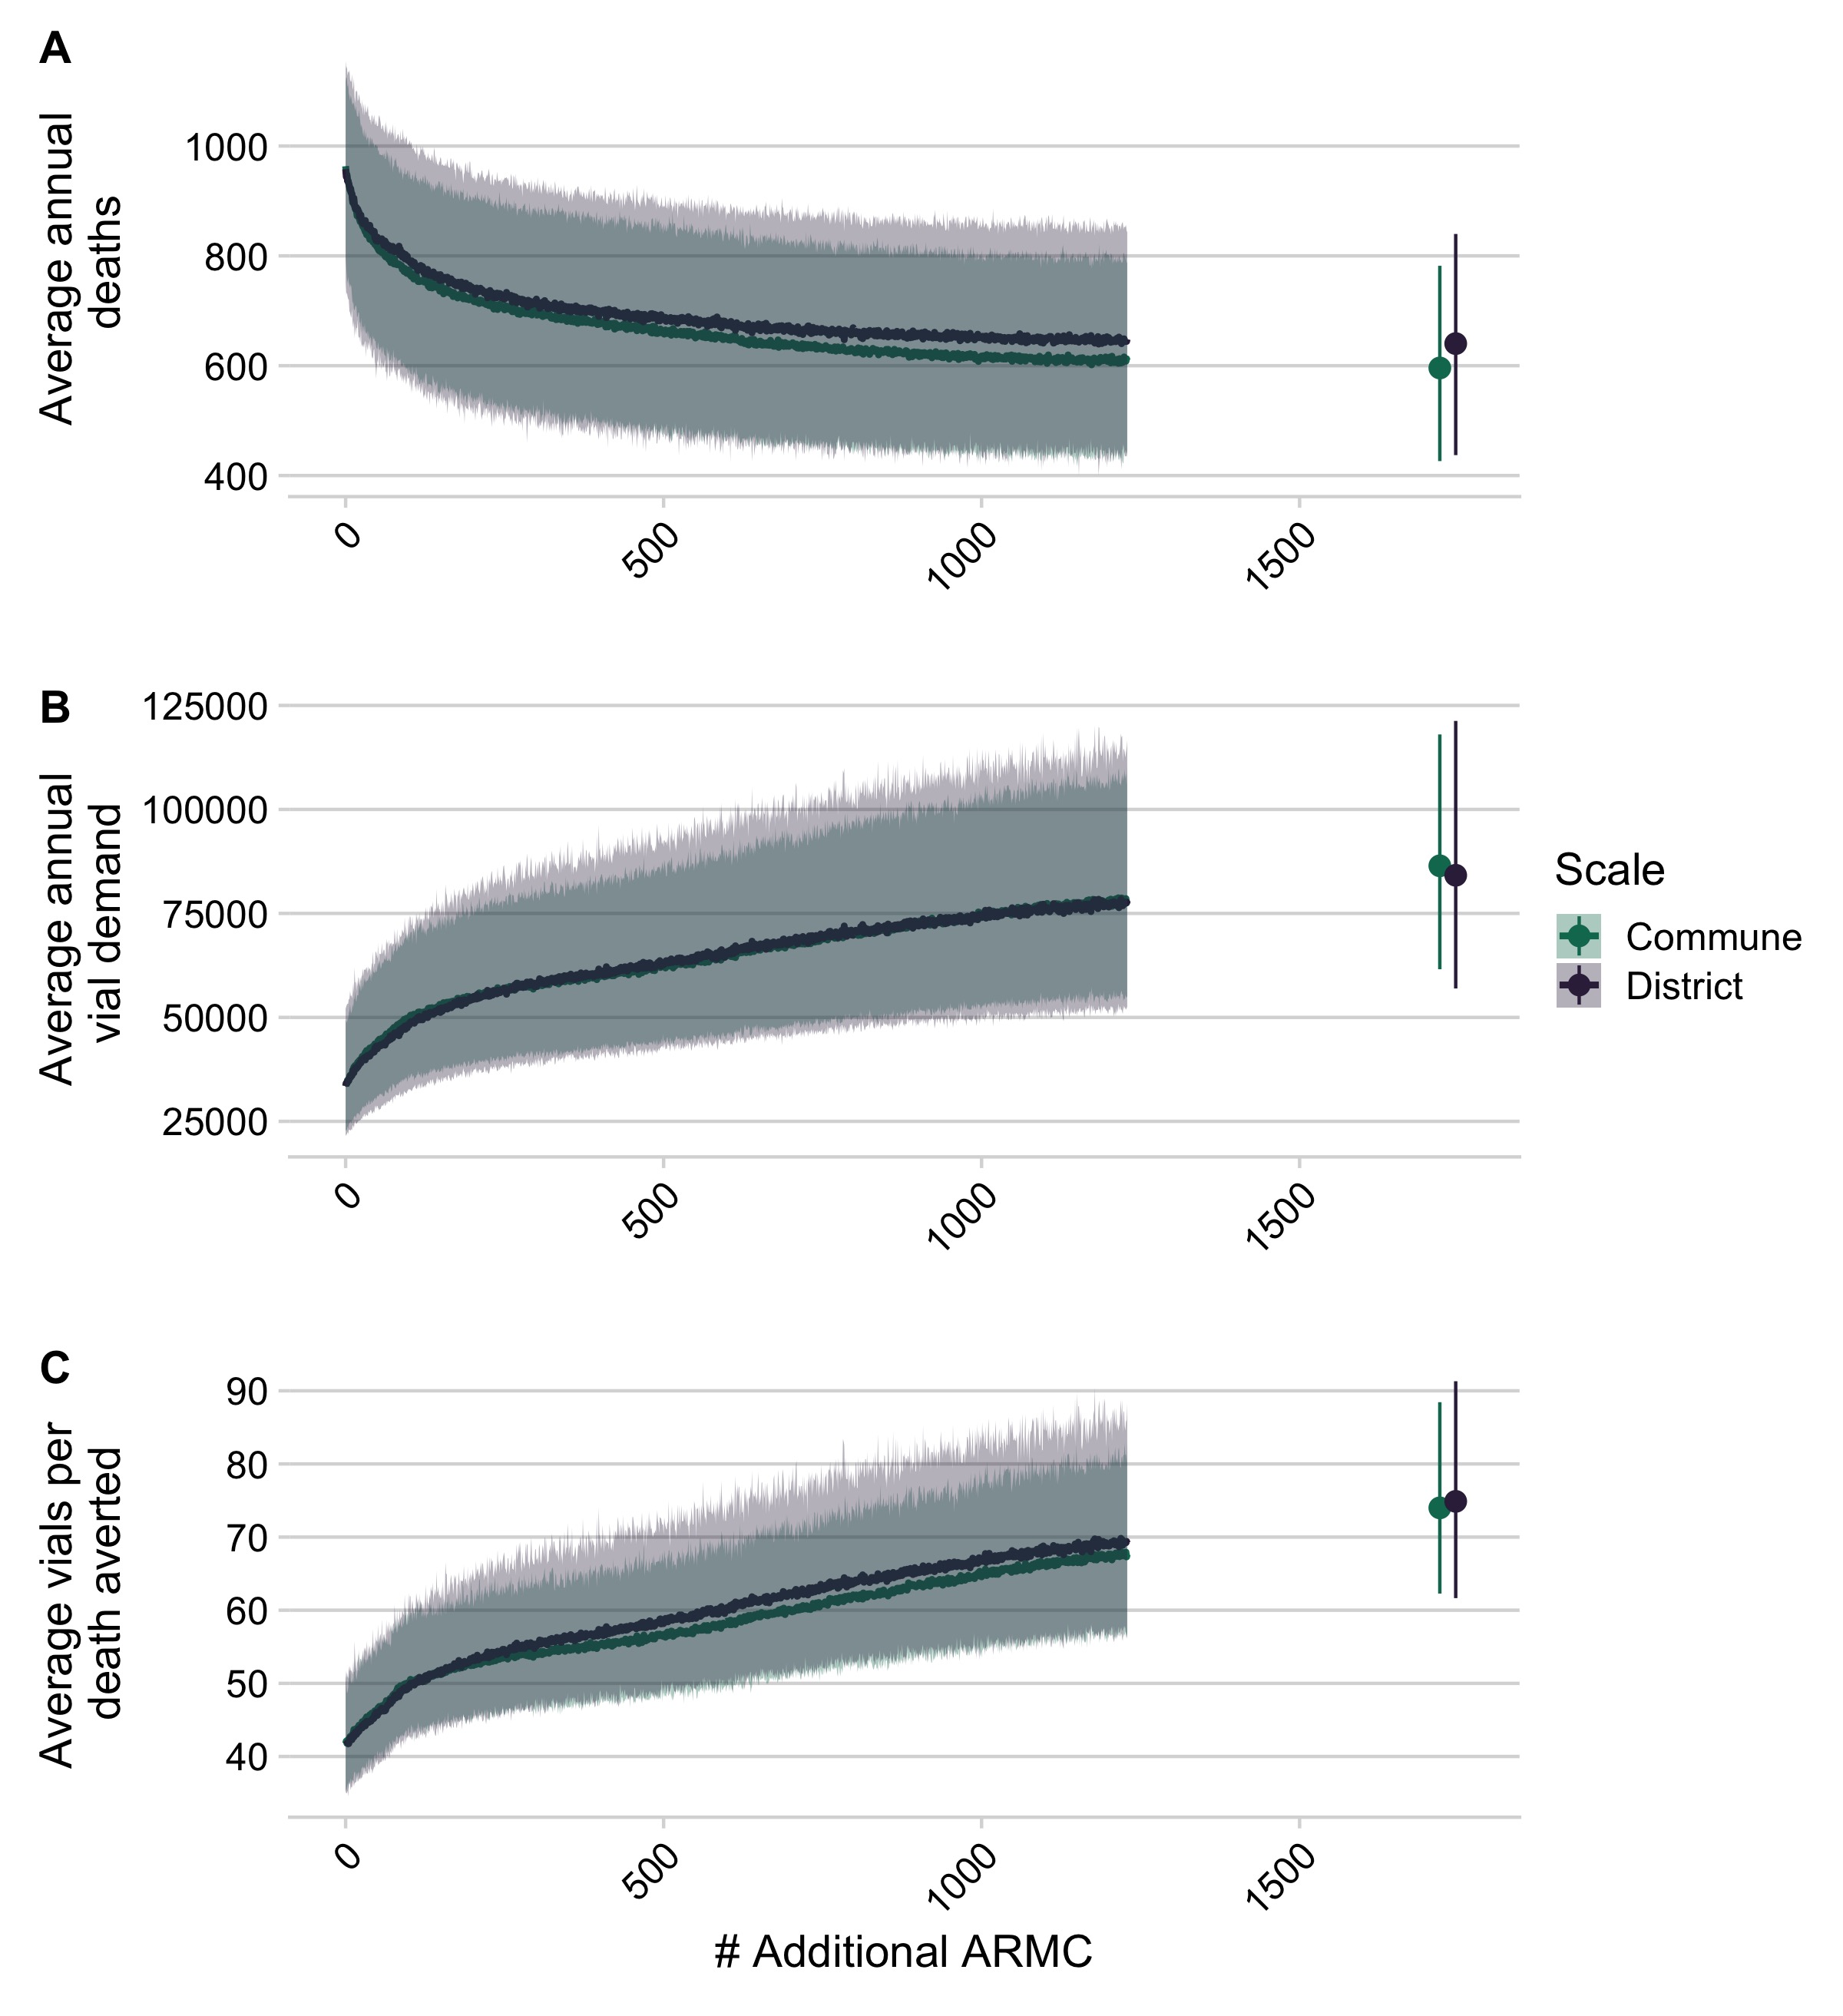 A
Average annual
deaths
1000
800
600
400
0
500
1000
1500
B
Average annual
vial demand
125000
100000
75000
50000
25000
0
500
1000
1500
Scale
Commune
District
C
Average vials per
death averted
90
80
70
60
50
40
0
500
1000
1500
# Additional ARMC